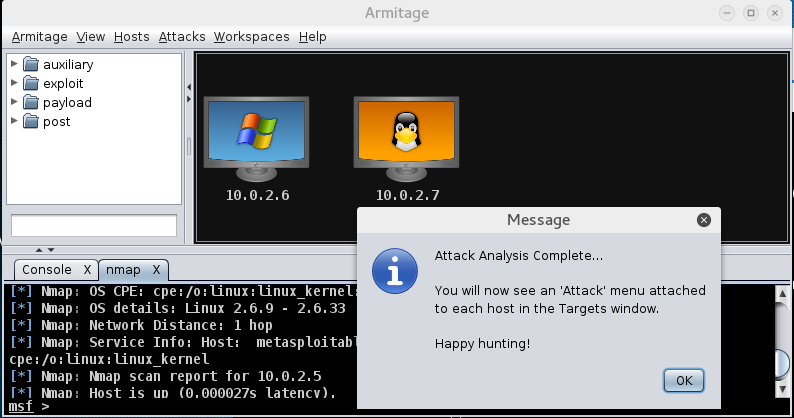 Armitage
Armitage View Hosts Attacks Workspaces Help
auxiliary
exploit
payload
post
10.0.2.6
10.0.2.7
Message
Attack Analysis Complete...
You will now see an 'Attack' menu attached
to each host in the Targets window.
Happy hunting!
OK
Console X
nmap X
[*] Nmap: OS CPE: cpe:/o:linux:linux_kernel:
[*] Nmap: OS details: Linux 2.6.9 - 2.6.33
[*] Nmap: Network Distance: 1 hop
[*] Nmap: Service Info: Host: metasploitabl
cpe:/o:linux:linux_kernel
[*] Nmap: Nmap scan report for 10.0.2.5
[*] Nmap: Host is up (0.000027s latency).
msf >